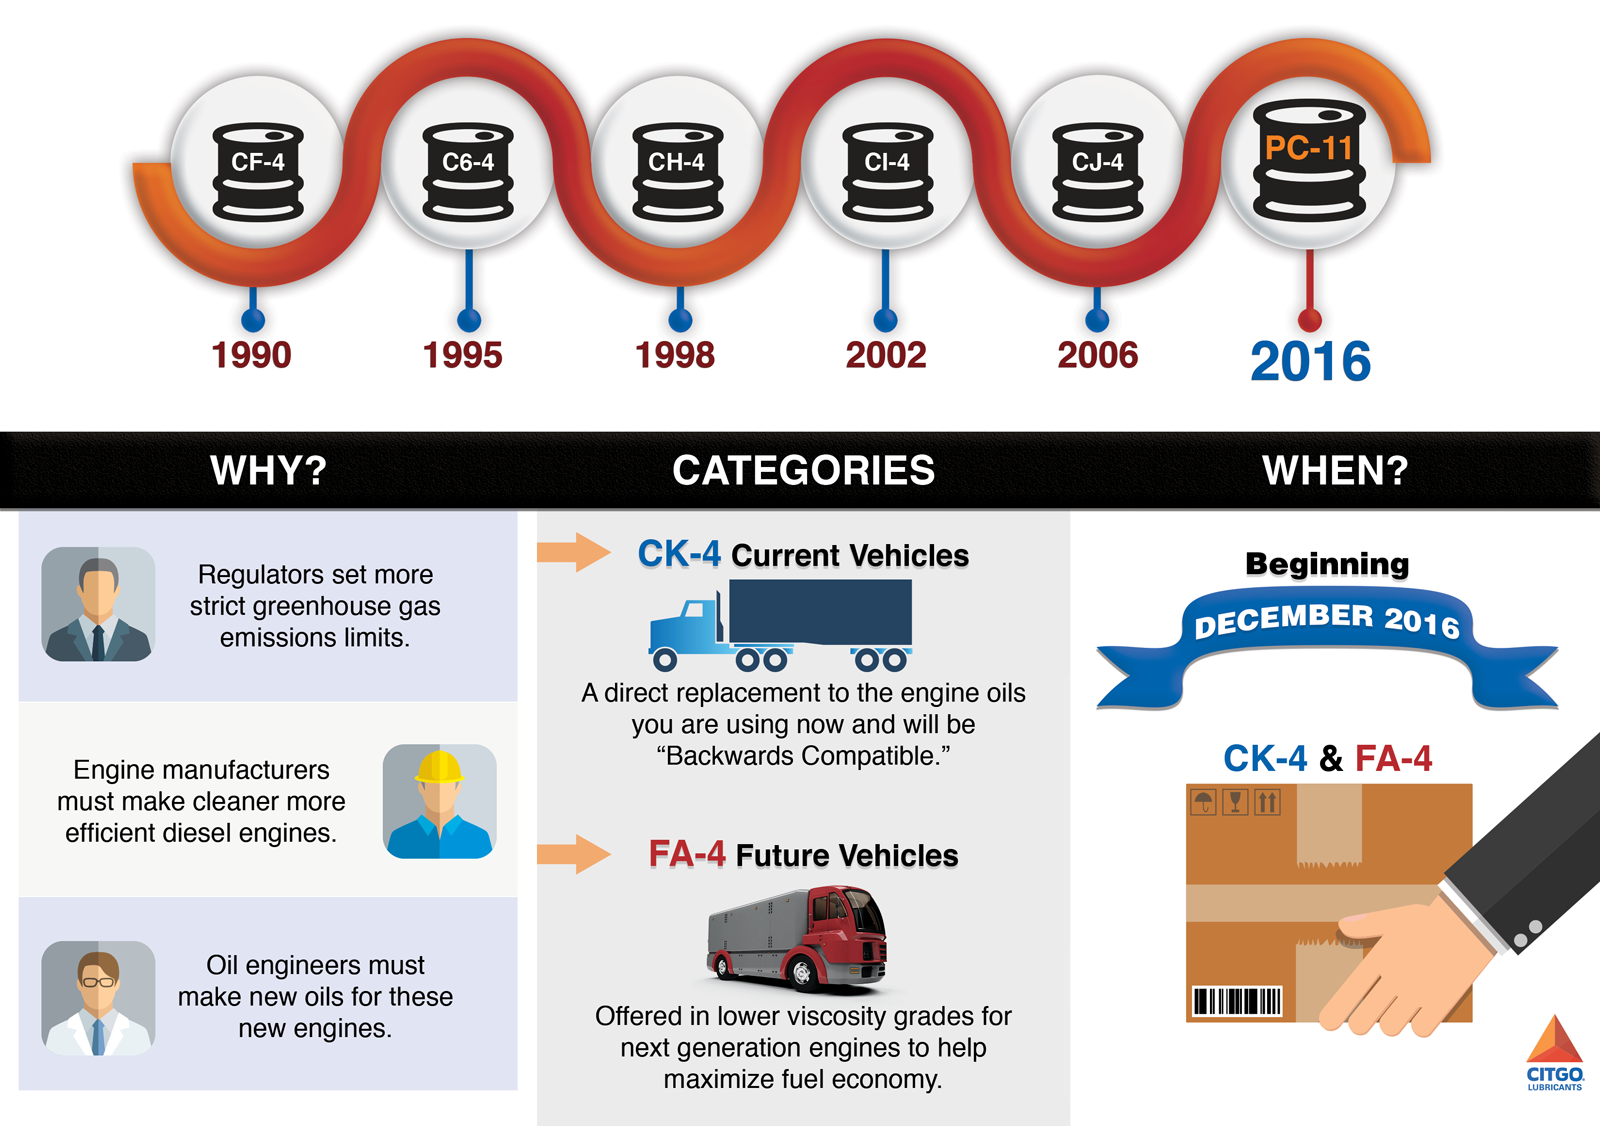 CF-4
C6-4
CH-4
CI-4
CJ-4
PC-11
1990
1995
1998
2002
2006
2016
WHY?
CATEGORIES
WHEN?
Regulators set more
strict greenhouse gas
emissions limits.
Engine manufacturers
must make cleaner more
efficient diesel engines.
Oil engineers must
make new oils for these
new engines.
CK-4 Current Vehicles
A direct replacement to the engine oils
you are using now and will be
“Backwards Compatible.”
FA-4 Future Vehicles
Offered in lower viscosity grades for
next generation engines to help
maximize fuel economy.
Beginning
DECEMBER 2016
CK-4 & FA-4
CITGO
LUBRICANTS